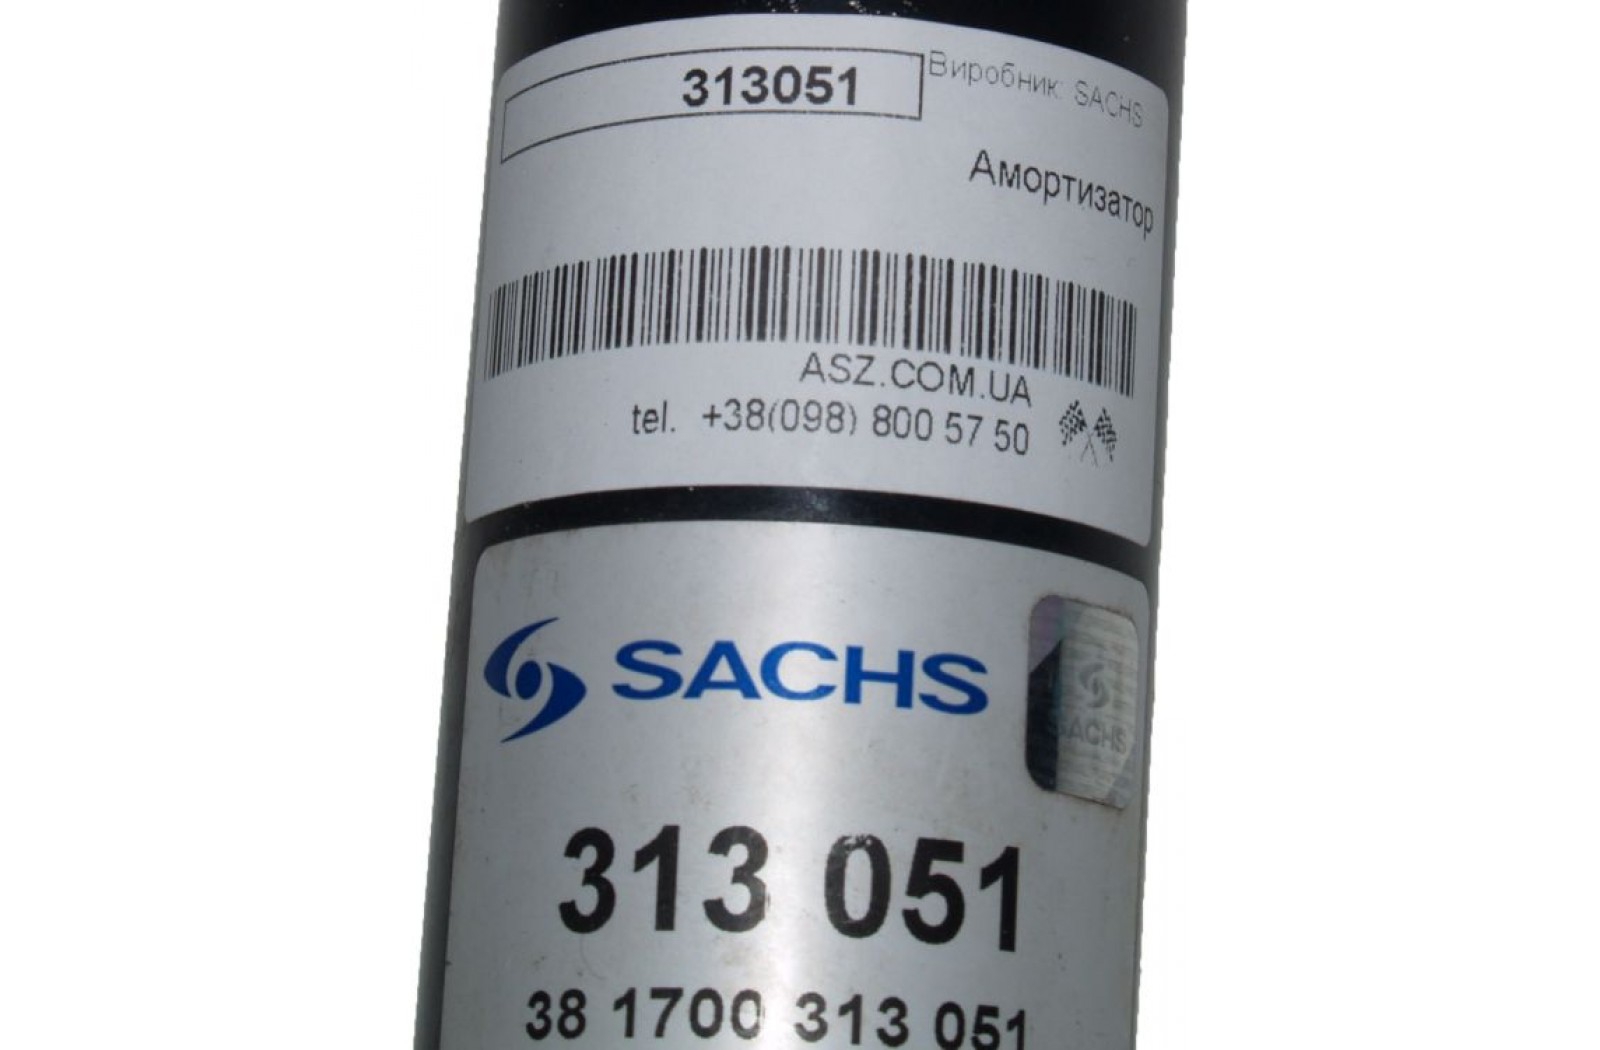 313051
Виробник: SACHS
Амортизатор
ASZ.COM.UA
tel. +38(098) 800 57 50
SACHS
SACHS
313 051
38 1700 313 051